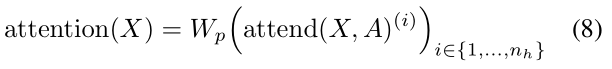 attention(X) = W_p(attend(X, A)^{(i)})_{i∈{1,...,n_h}} (8)